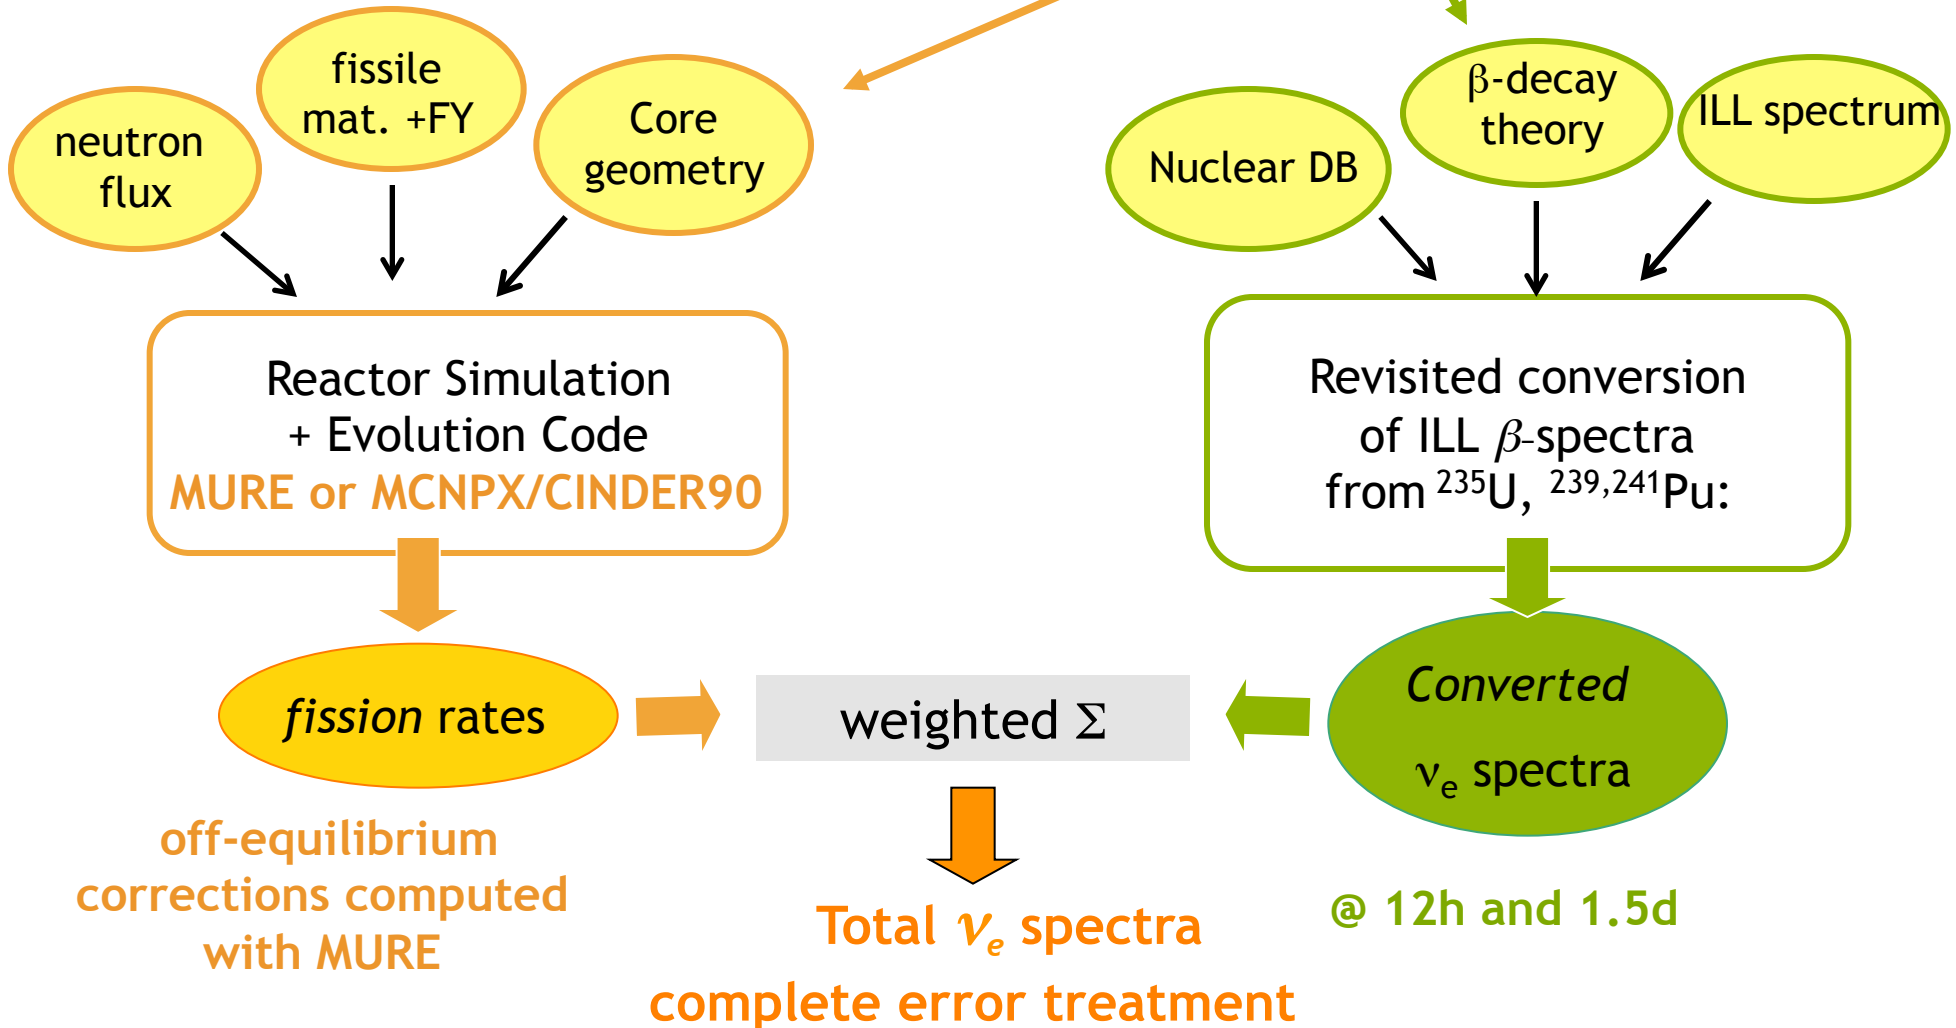 neutron
flux
fissile
mat. +FY
Core
geometry
Nuclear DB
β-decay
theory
ILL spectrum
Reactor Simulation
+ Evolution Code
MURE or MCNPX/CINDER90
Revisited conversion
of ILL β-spectra
from ²³⁵U, ²³⁹,²⁴¹Pu:
fission rates
weighted Σ
Converted
νₑ spectra
off-equilibrium
corrections computed
with MURE
Total νₑ spectra
complete error treatment
@ 12h and 1.5d